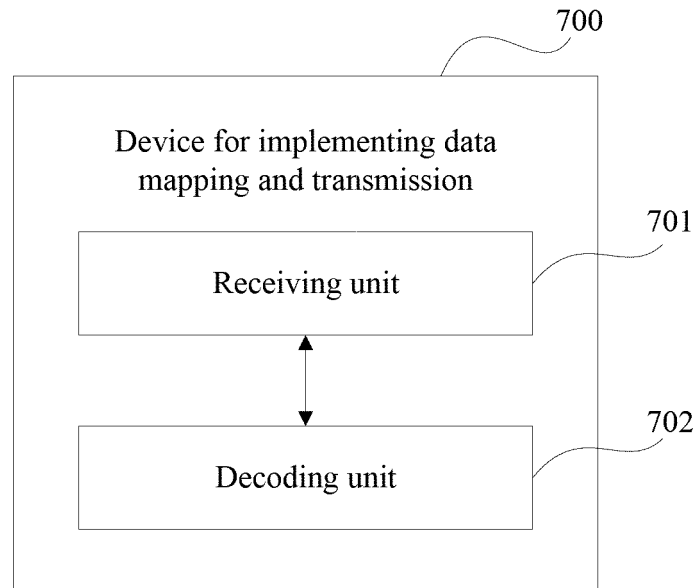 700
Device for implementing data
mapping and transmission
701
Receiving unit
702
Decoding unit